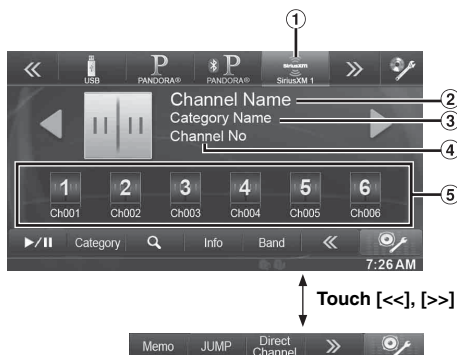 1
<< USB PANDORA® PANDORA® SiriusXM 1 >>
SiriusXM
Channel Name 2
Category Name 3
Channel No 4
1 2 3 4 5 6 5
Ch001 Ch002 Ch003 Ch004 Ch005 Ch006
►/II Category Info Band <<
7:26 AM
Touch [<<], [>>]
Memo JUMP Direct Channel >>